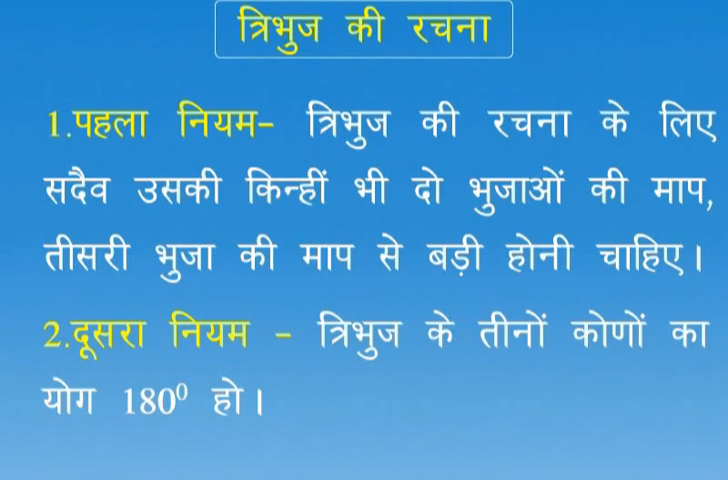 त्रिभुज की रचना
1.पहला नियम- त्रिभुज की रचना के लिए
सदैव उसकी किन्हीं भी दो भुजाओं की माप,
तीसरी भुजा की माप से बड़ी होनी चाहिए।
2.दूसरा नियम - त्रिभुज के तीनों कोणों का
योग 180⁰ हो।